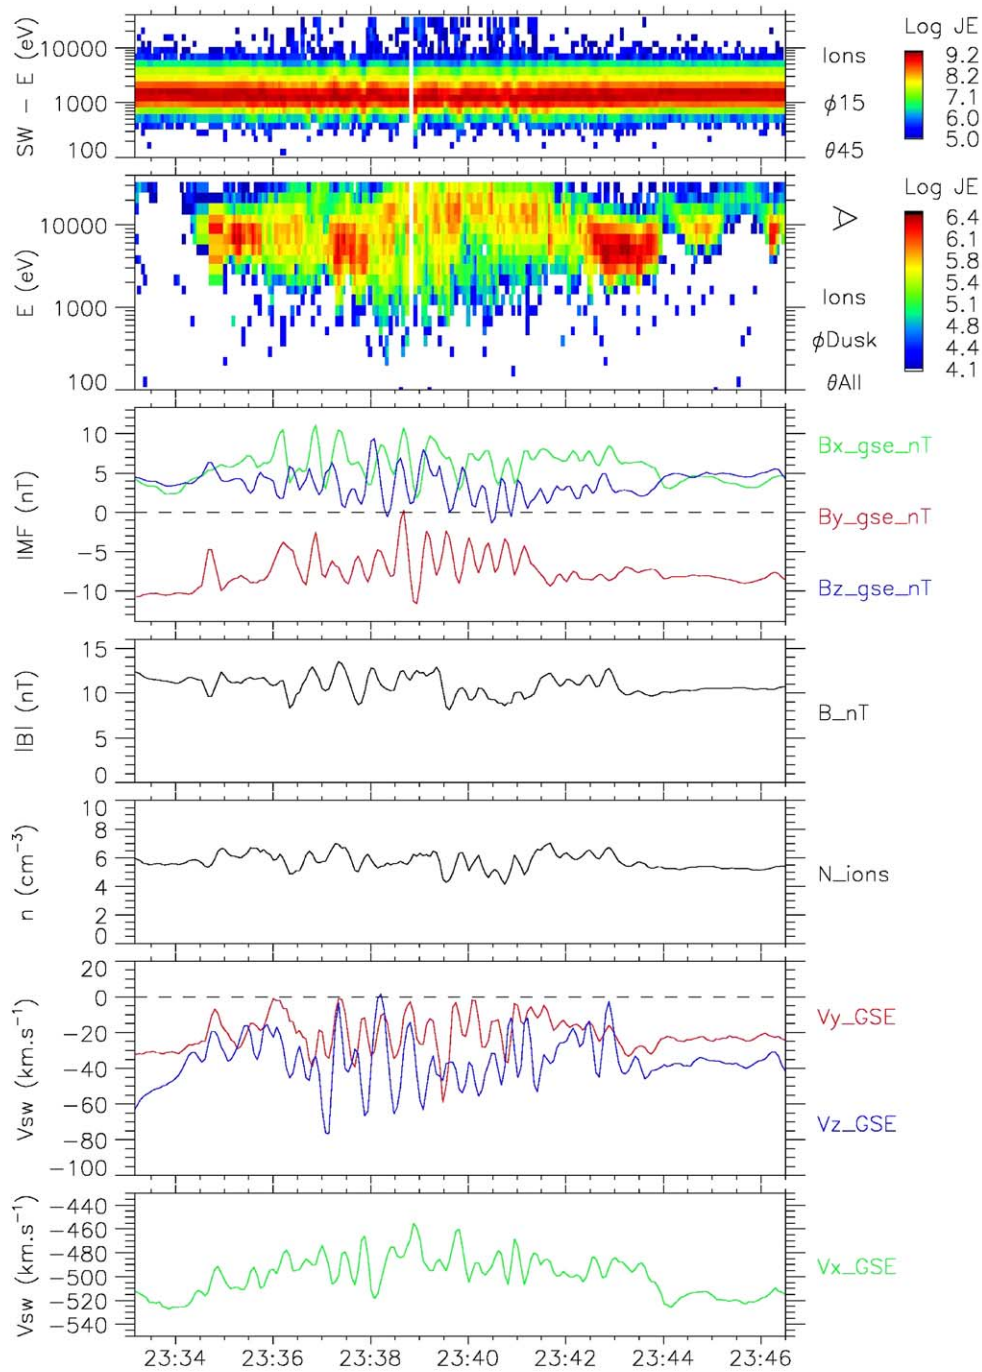 SW - E (eV)
10000
1000
100
Ions
φ15
θ45
Log JE
9.2
8.2
7.1
6.0
5.0
E (eV)
10000
1000
100
Ions
φDusk
θAll
Log JE
6.4
6.1
5.8
5.4
5.1
4.8
4.4
4.1
IMF (nT)
10
5
0
-5
-10
Bx_gse_nT
By_gse_nT
Bz_gse_nT
|B| (nT)
15
10
5
0
B_nT
n (cm⁻³)
10
8
6
4
2
0
N_ions
Vsw (km.s⁻¹)
20
0
-20
-40
-60
-80
-100
Vy_GSE
Vz_GSE
Vsw (km.s⁻¹)
-440
-460
-480
-500
-520
-540
Vx_GSE
23:34 23:36 23:38 23:40 23:42 23:44 23:46